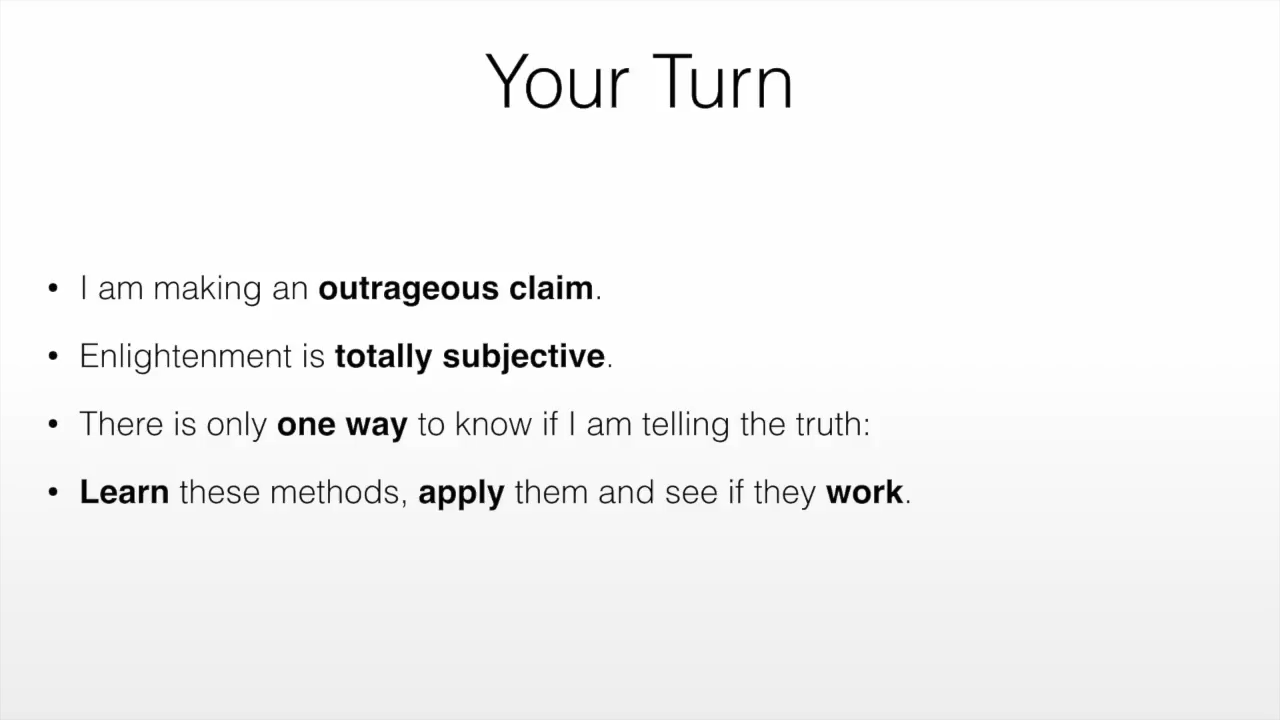 Your Turn
• I am making an outrageous claim.
• Enlightenment is totally subjective.
• There is only one way to know if I am telling the truth:
• Learn these methods, apply them and see if they work.